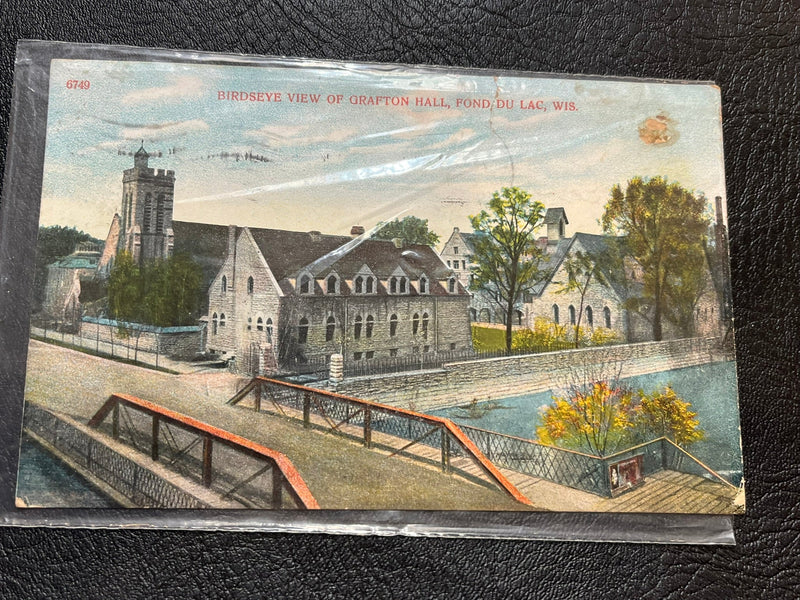 6749
BIRDSEYE VIEW OF GRAFTON HALL, FOND DU LAC, WIS.